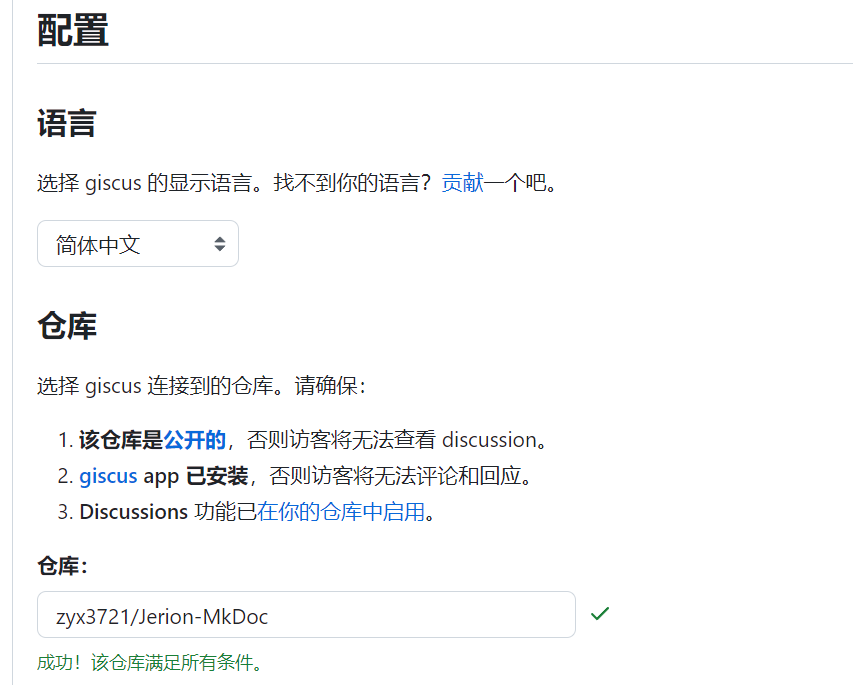 配置
语言
选择 giscus 的显示语言。找不到你的语言？贡献一个吧。
简体中文
仓库
选择 giscus 连接到的仓库。请确保：
1. 该仓库是公开的，否则访客将无法查看 discussion。
2. giscus app 已安装，否则访客将无法评论和回应。
3. Discussions 功能已在你的仓库中启用。
仓库：
zyx3721/Jerion-MkDoc
成功！该仓库满足所有条件。